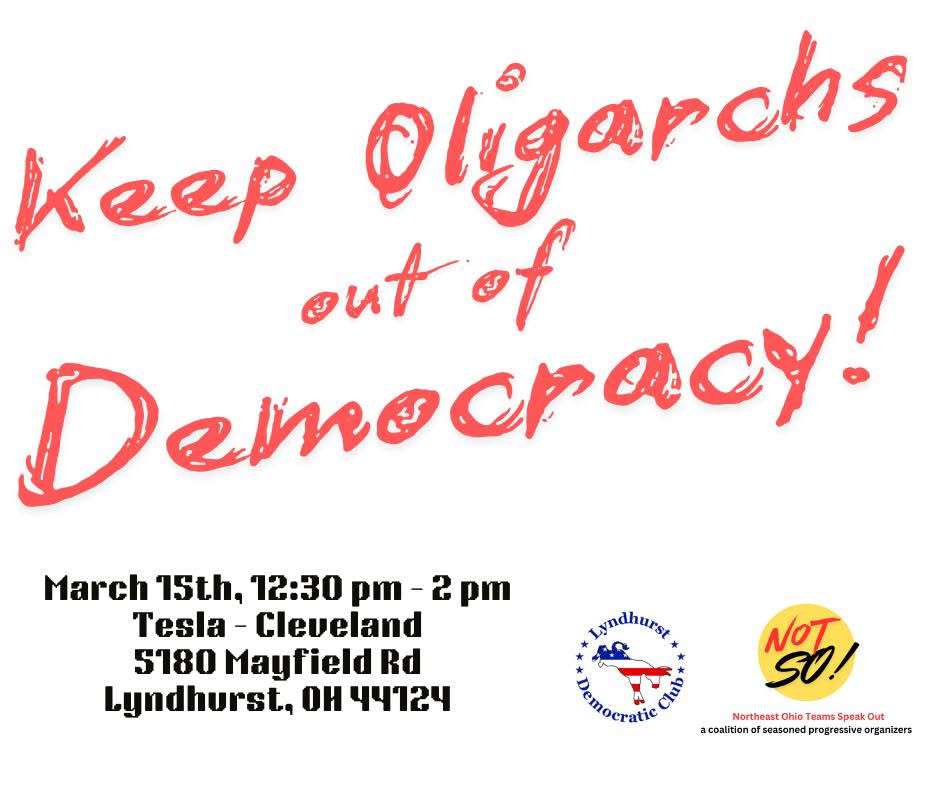 Keep Oligarchs
out of
Democracy!
March 15th, 12:30 pm - 2 pm
Tesla - Cleveland
5180 Mayfield Rd
Lyndhurst, OH 44124
Lyndhurst
Democratic Club
NOT
SO!
Northeast Ohio Teams Speak Out
a coalition of seasoned progressive organizers